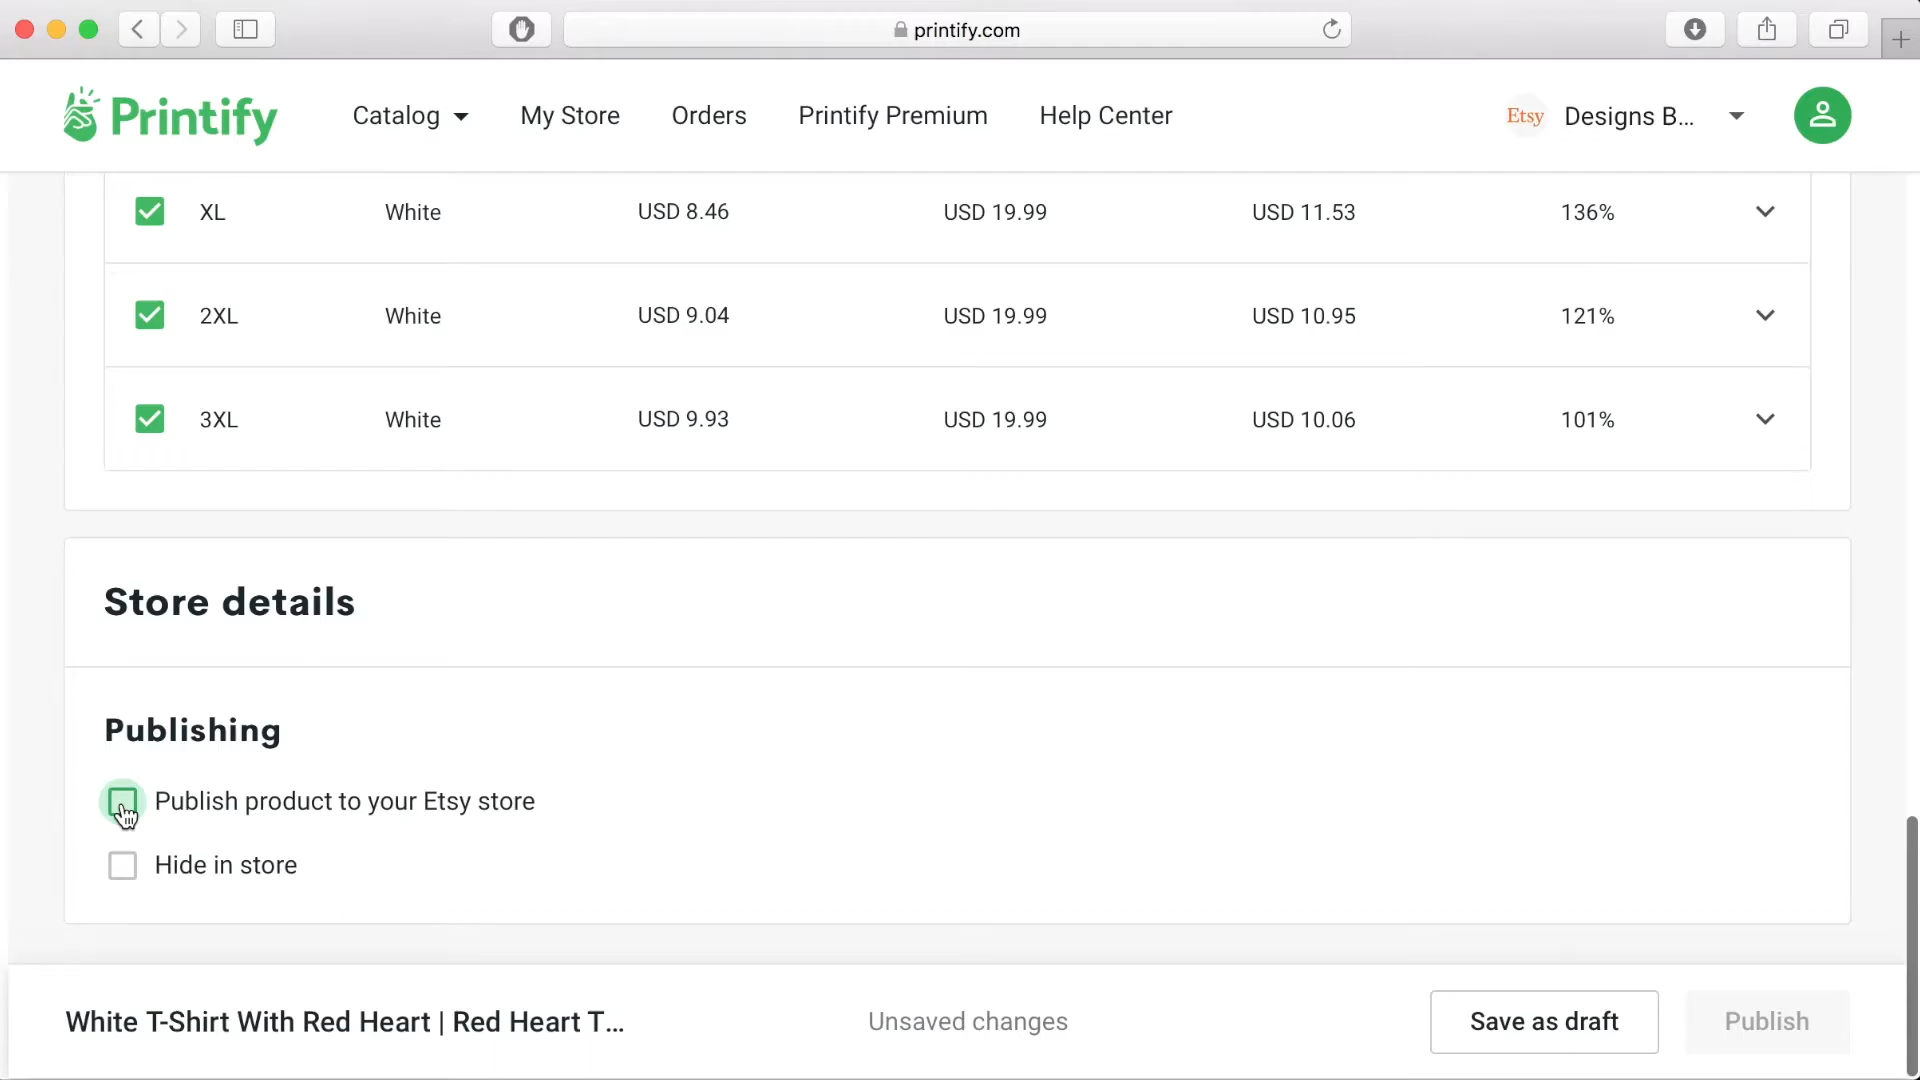 printify.com
Printify Catalog My Store Orders Printify Premium Help Center Etsy Designs B...
XL White USD 8.46 USD 19.99 USD 11.53 136%
2XL White USD 9.04 USD 19.99 USD 10.95 121%
3XL White USD 9.93 USD 19.99 USD 10.06 101%
Store details
Publishing
Publish product to your Etsy store
Hide in store
White T-Shirt With Red Heart | Red Heart T... Unsaved changes Save as draft Publish